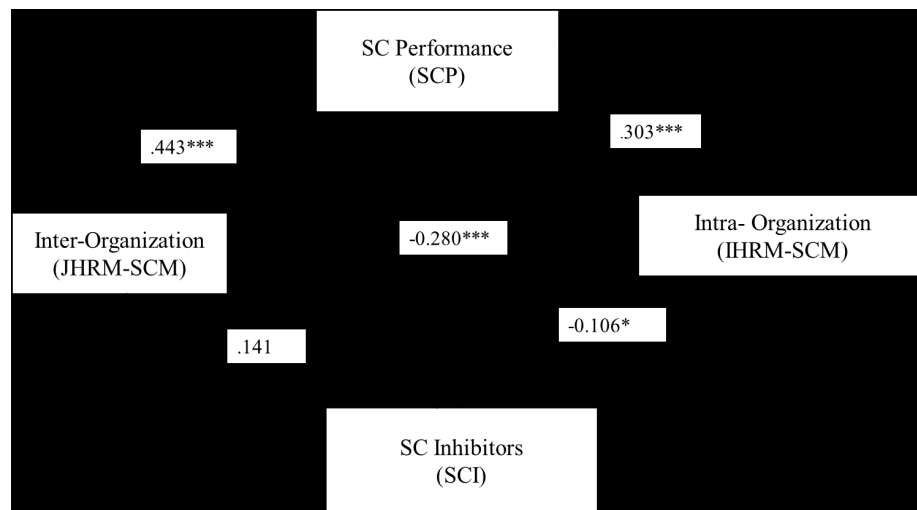 SC Performance
(SCP)
.443***
.303***
Inter-Organization
(JHRM-SCM)
-0.280***
Intra- Organization
(IHRM-SCM)
.141
-0.106*
SC Inhibitors
(SCI)